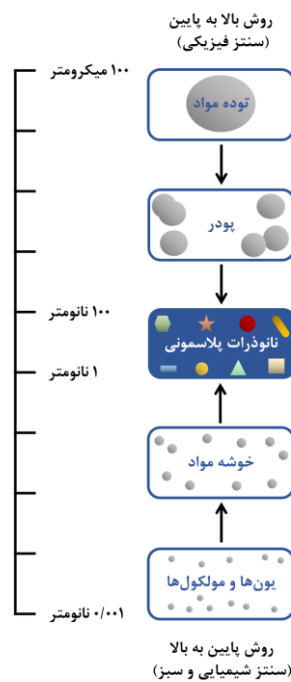 روش بالا به پایین
(سنتز فیزیکی)
۱۰۰ میکرومتر
توده مواد
پودر
۱۰۰ نانومتر
نانوذرات پلاسمونی
۱ نانومتر
خوشه مواد
یون‌ها و مولکول‌ها
۰/۰۰۱ نانومتر
روش پایین به بالا
(سنتز شیمیایی و سبز)